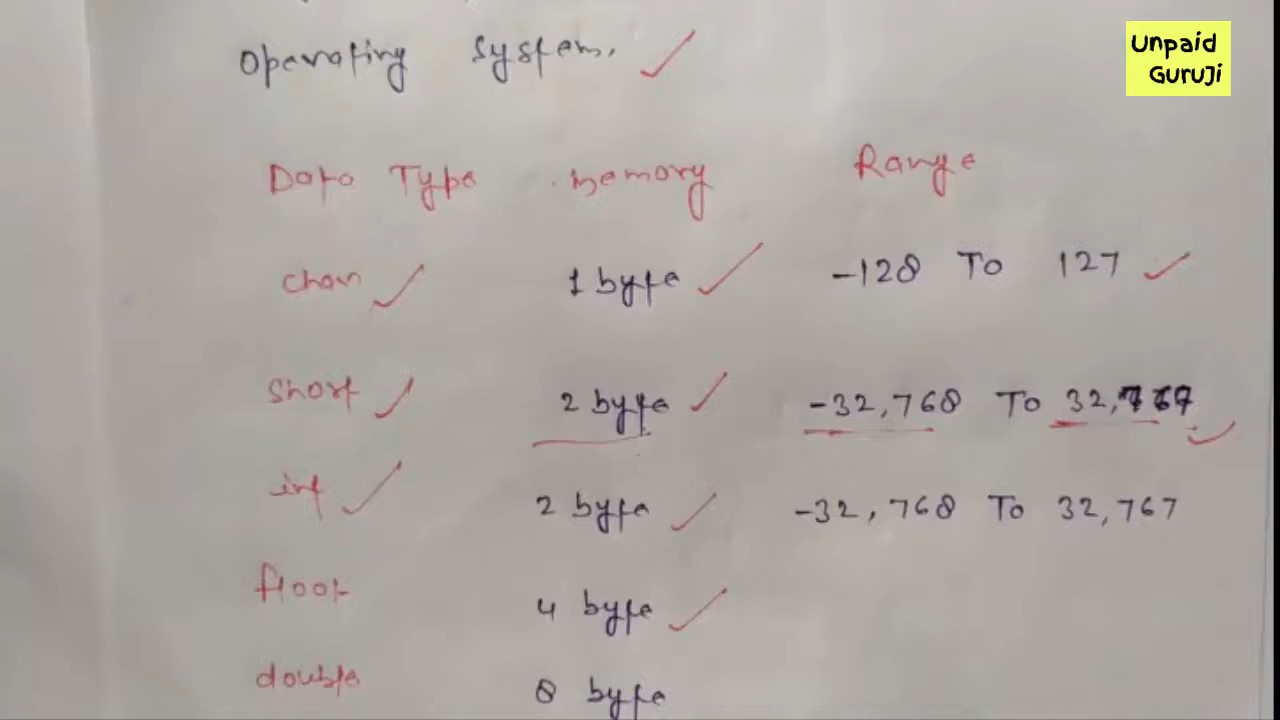 Operating System.
Unpaid
GuruJi
Data Type memory Range
char 1 byte -128 To 127
short 2 byte -32,768 To 32,767
int 2 byte -32,768 To 32,767
float 4 byte
double 8 byte